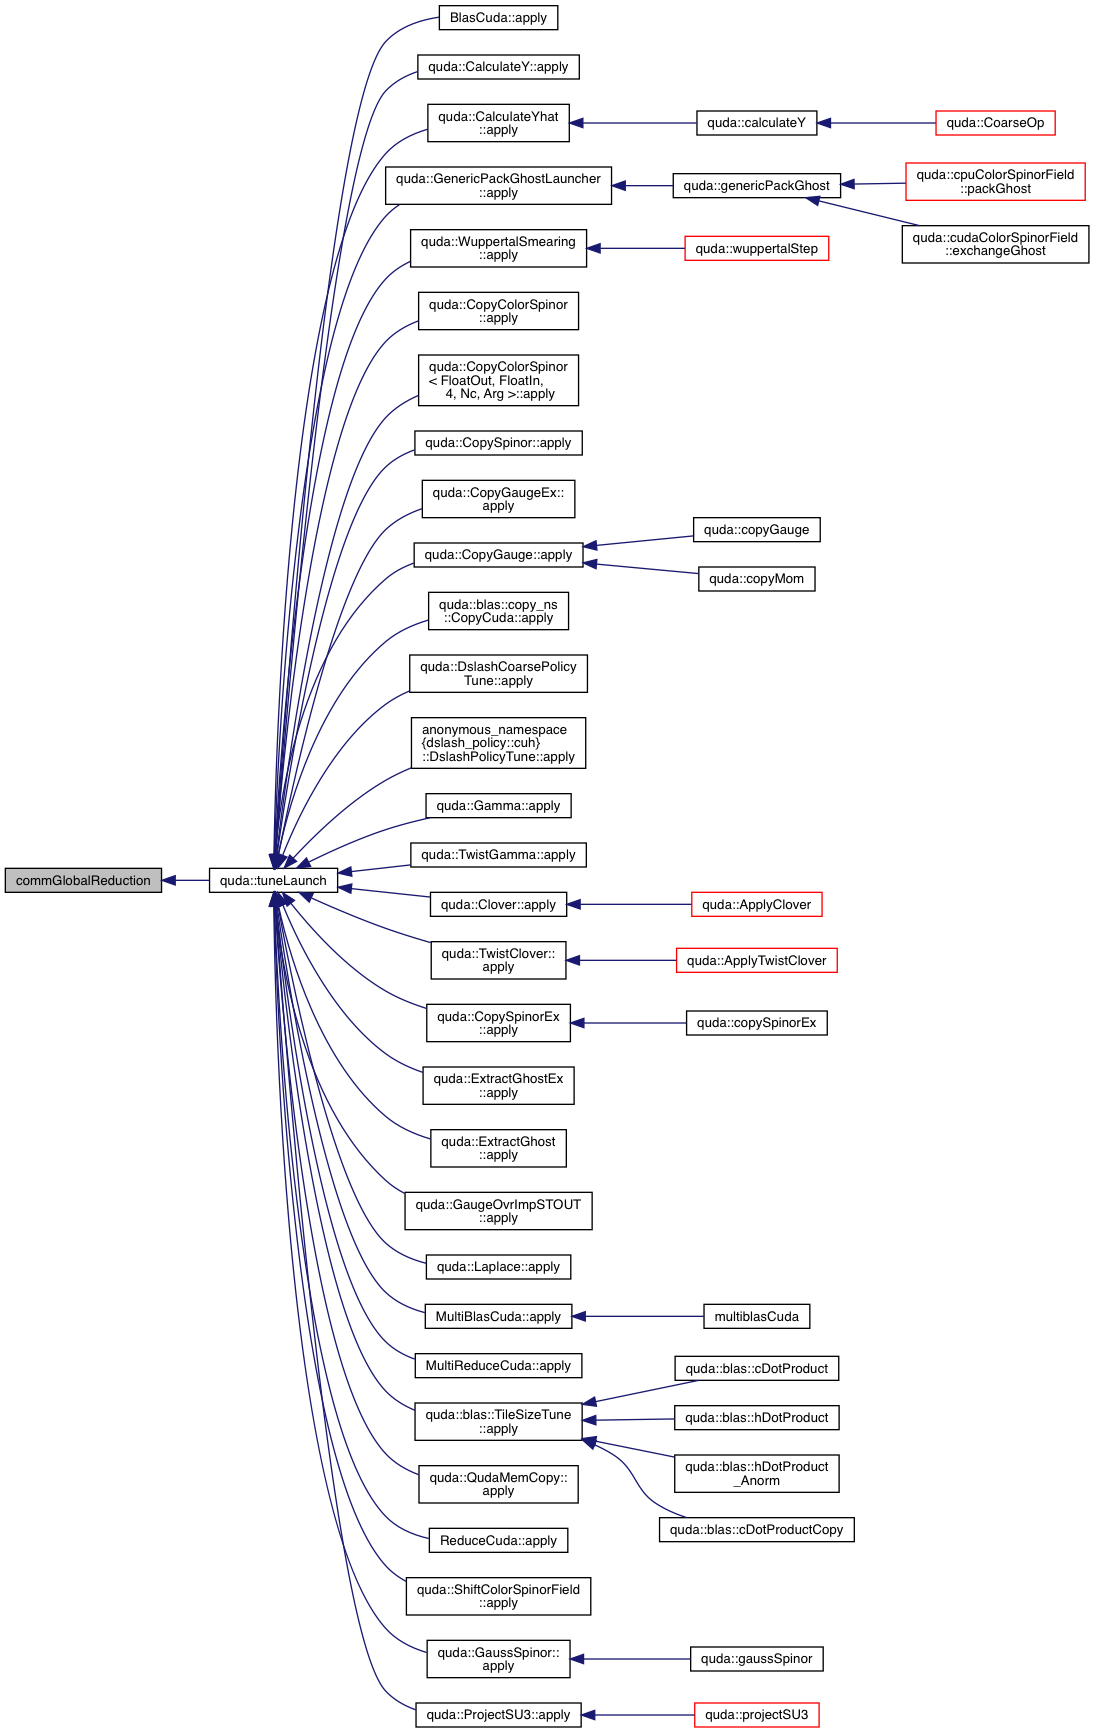 BlasCuda::apply
quda::CalculateY::apply
quda::CalculateYhat
::apply
quda::calculateY
quda::CoarseOp
quda::GenericPackGhostLauncher
::apply
quda::genericPackGhost
quda::cpuColorSpinorField
::packGhost
quda::cudaColorSpinorField
::exchangeGhost
quda::WuppertalSmearing
::apply
quda::wuppertalStep
quda::CopyColorSpinor
::apply
quda::CopyColorSpinor
< FloatOut, FloatIn,
4, Nc, Arg >::apply
quda::CopySpinor::apply
quda::CopyGaugeEx::
apply
quda::CopyGauge::apply
quda::copyGauge
quda::copyMom
quda::blas::copy_ns
::CopyCuda::apply
quda::DslashCoarsePolicy
Tune::apply
anonymous_namespace
{dslash_policy::cuh}
::DslashPolicyTune::apply
quda::Gamma::apply
quda::TwistGamma::apply
commGlobalReduction
quda::tuneLaunch
quda::Clover::apply
quda::ApplyClover
quda::TwistClover::
apply
quda::ApplyTwistClover
quda::CopySpinorEx
::apply
quda::copySpinorEx
quda::ExtractGhostEx
::apply
quda::ExtractGhost
::apply
quda::GaugeOvrImpSTOUT
::apply
quda::Laplace::apply
MultiBlasCuda::apply
multiblasCuda
MultiReduceCuda::apply
quda::blas::TileSizeTune
::apply
quda::blas::cDotProduct
quda::blas::hDotProduct
quda::blas::hDotProduct
_Anorm
quda::blas::cDotProductCopy
quda::QudaMemCopy::
apply
ReduceCuda::apply
quda::ShiftColorSpinorField
::apply
quda::GaussSpinor::
apply
quda::gaussSpinor
quda::ProjectSU3::apply
quda::projectSU3